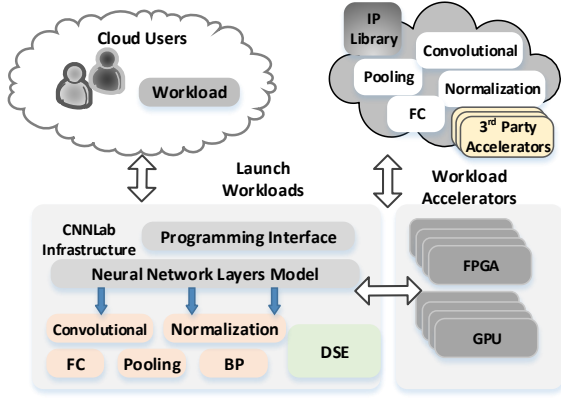 Cloud Users
Workload
IP
Library
Convolutional
Pooling
Normalization
FC
3rd Party
Accelerators
Launch
Workloads
Workload
Accelerators
CNNLab
Infrastructure
Programming Interface
Neural Network Layers Model
Convolutional
Normalization
FC
Pooling
BP
DSE
FPGA
GPU